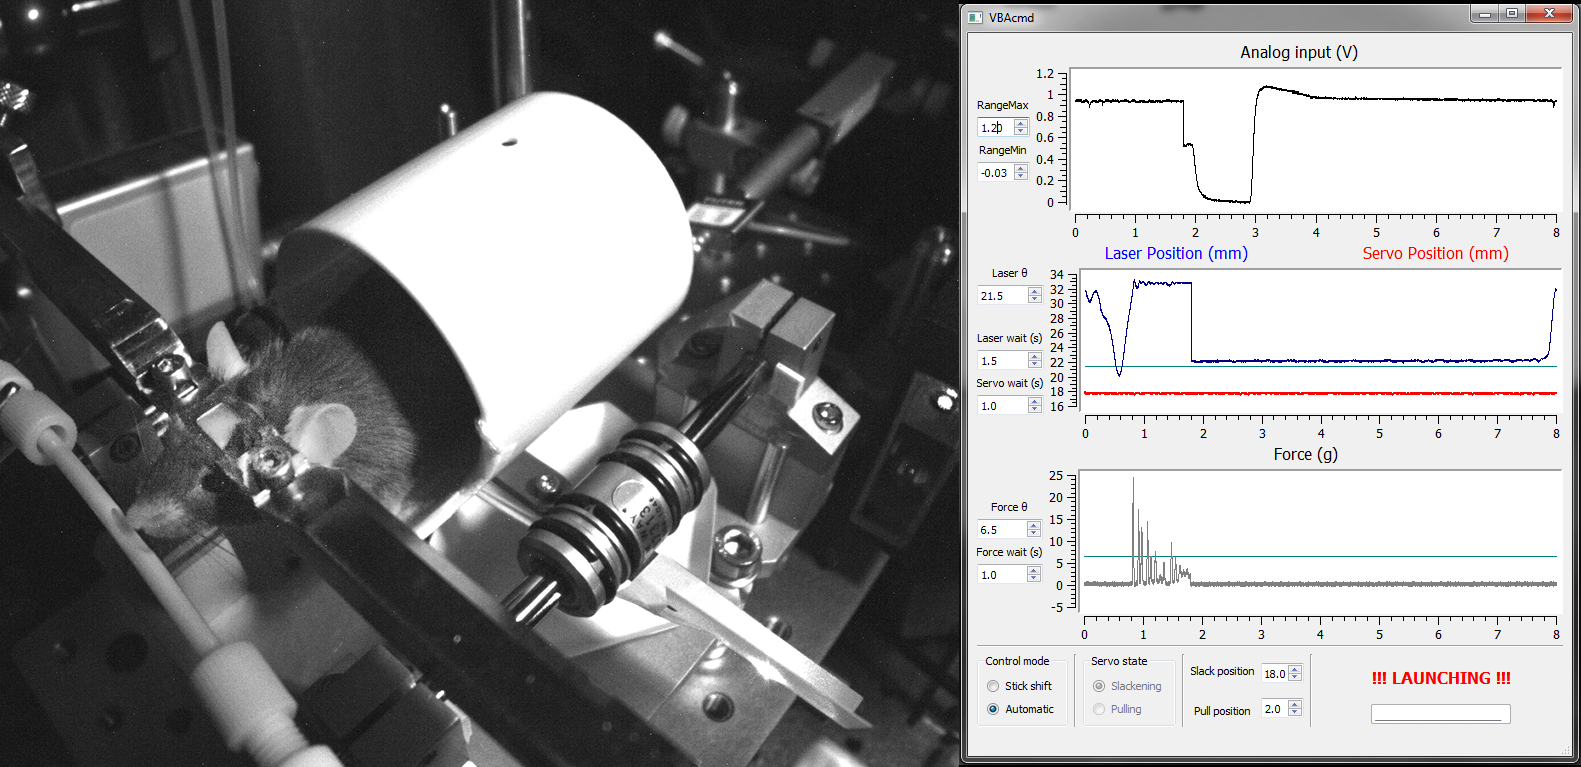 VBAcmd
Analog input (V)
RangeMax
1.20
RangeMin
-0.03
1.2
1
0.8
0.6
0.4
0.2
0
0 1 2 3 4 5 6 7 8
Laser Position (mm) Servo Position (mm)
Laser θ
21.5
Laser wait (s)
1.5
Servo wait (s)
1.0
34
32
30
28
26
24
22
20
18
16
0 1 2 3 4 5 6 7 8
Force (g)
Force θ
6.5
Force wait (s)
1.0
25
20
15
10
5
0
-5
0 1 2 3 4 5 6 7 8
Control mode
Stick shift
Automatic
Servo state
Slackening
Pulling
Slack position 18.0
Pull position 2.0
!!! LAUNCHING !!!